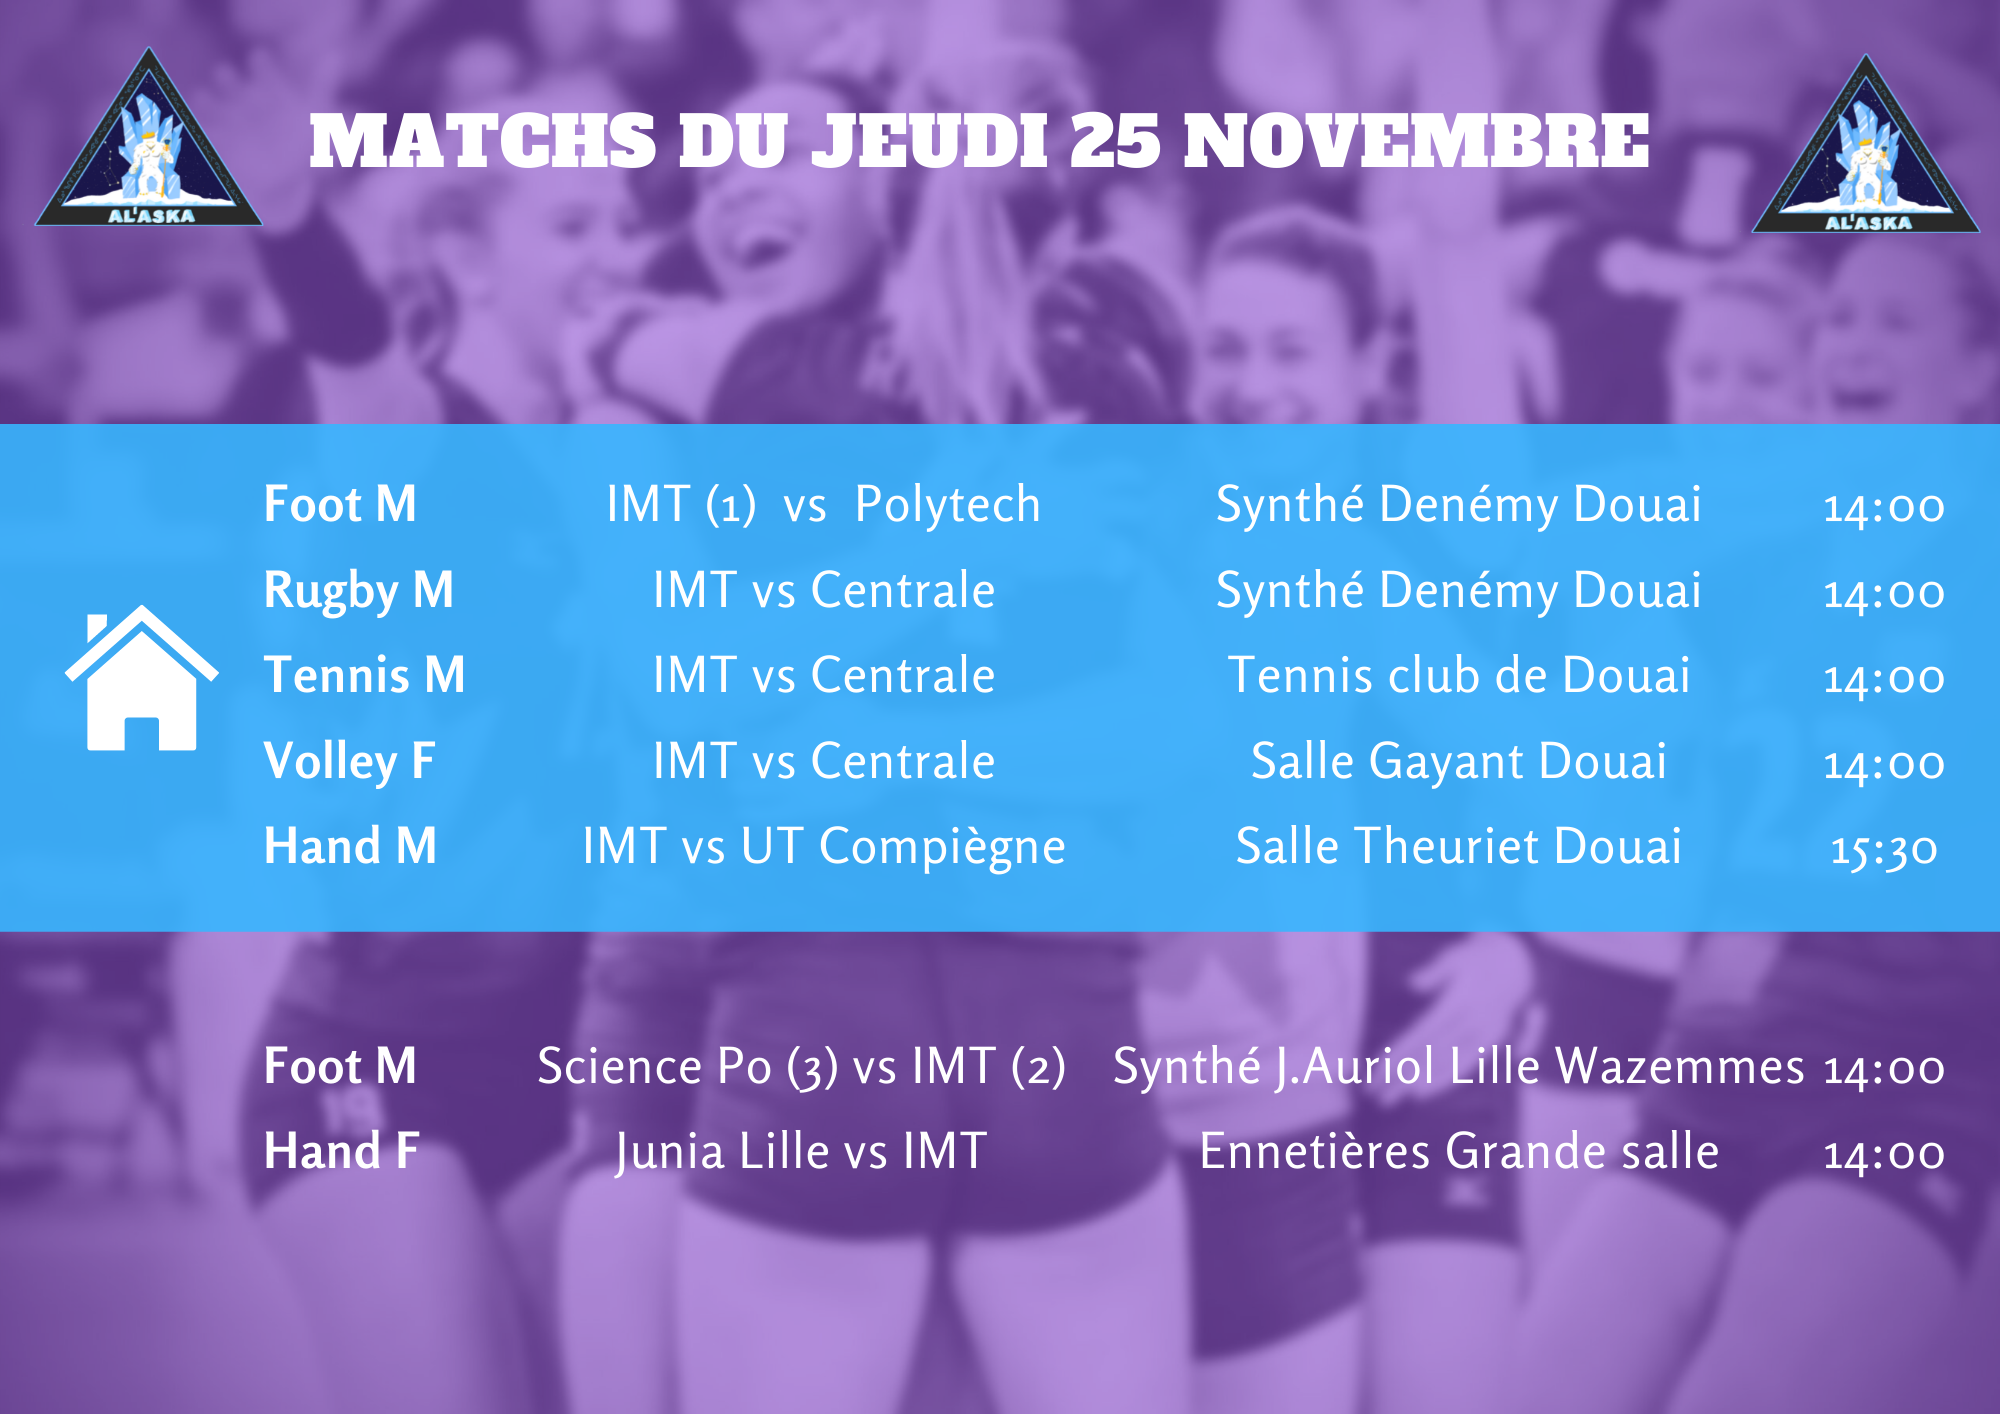 MATCHS DU JEUDI 25 NOVEMBRE
AL'ASKA
AL'ASKA
Foot M IMT (1) vs Polytech Synthé Denémy Douai 14:00
Rugby M IMT vs Centrale Synthé Denémy Douai 14:00
Tennis M IMT vs Centrale Tennis club de Douai 14:00
Volley F IMT vs Centrale Salle Gayant Douai 14:00
Hand M IMT vs UT Compiègne Salle Theuriet Douai 15:30
Foot M Science Po (3) vs IMT (2) Synthé J.Auriol Lille Wazemmes 14:00
Hand F Junia Lille vs IMT Ennetières Grande salle 14:00
19
22